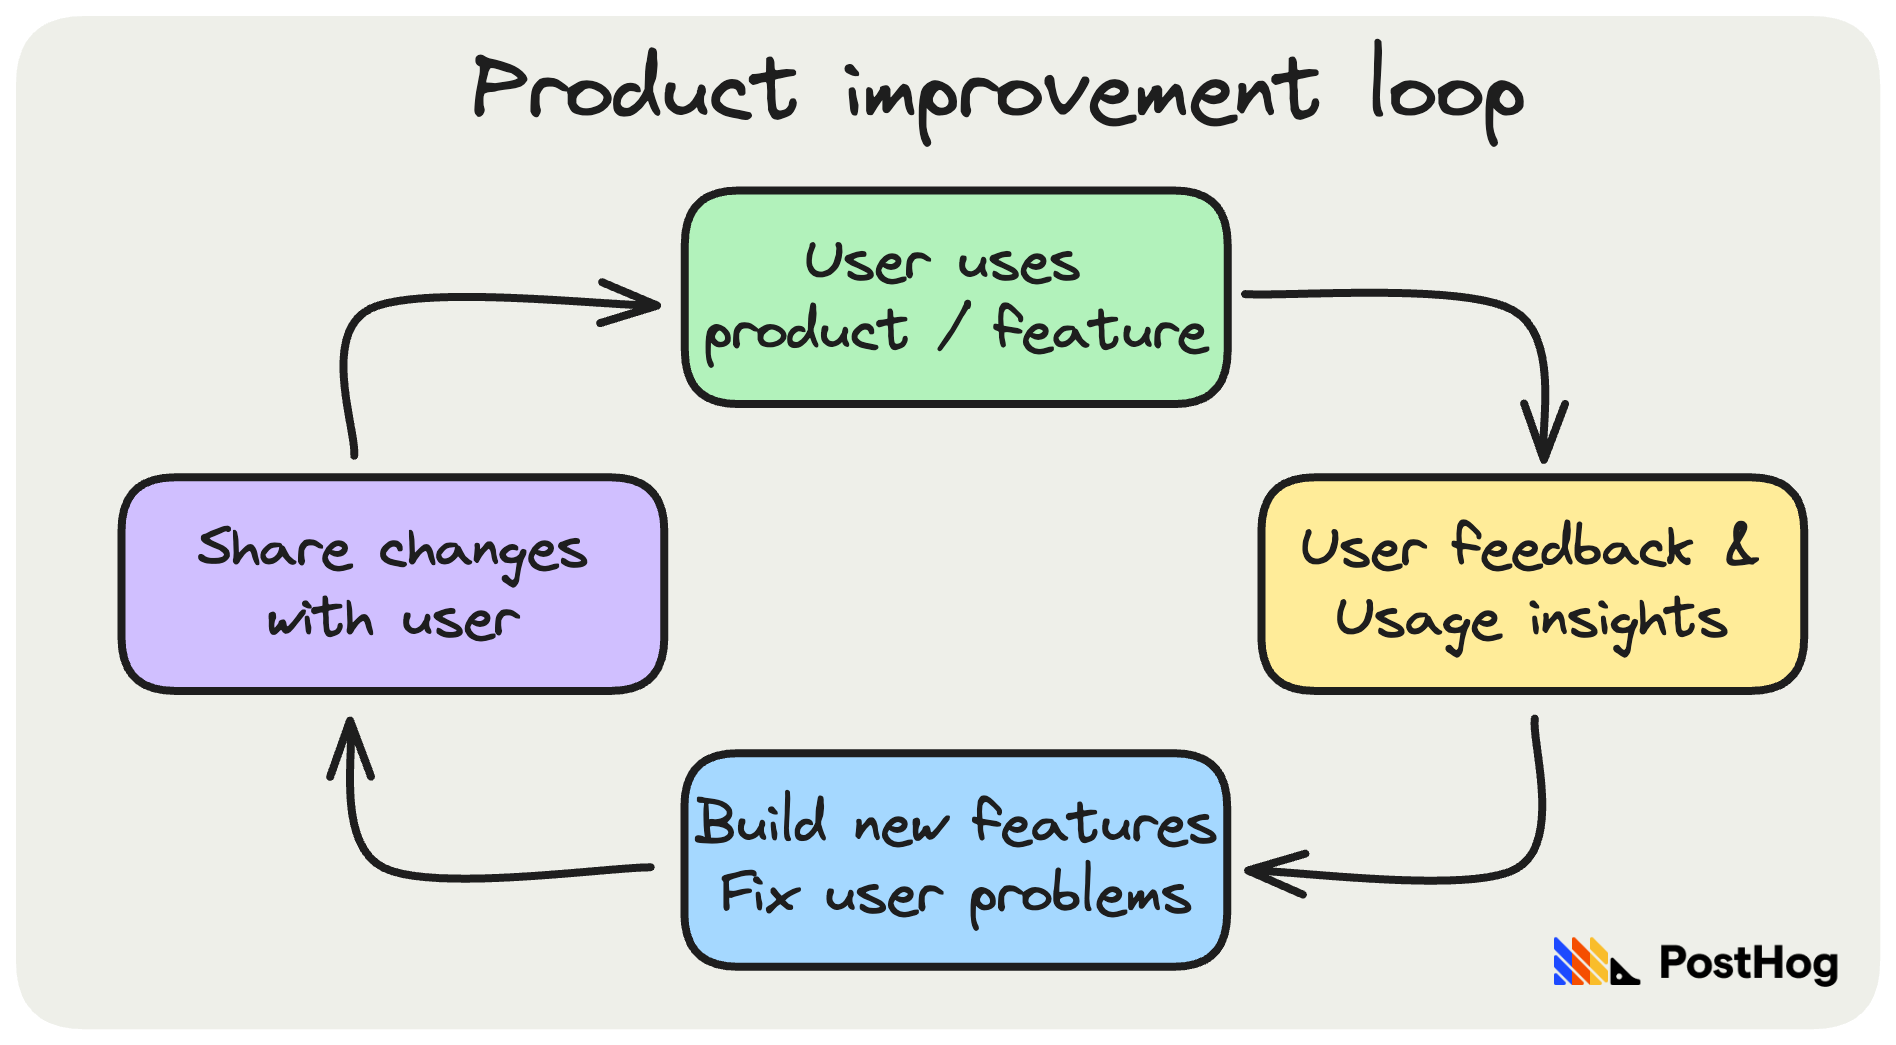 Product improvement loop
User uses
product / feature
User feedback &
Usage insights
Build new features
Fix user problems
Share changes
with user
PostHog